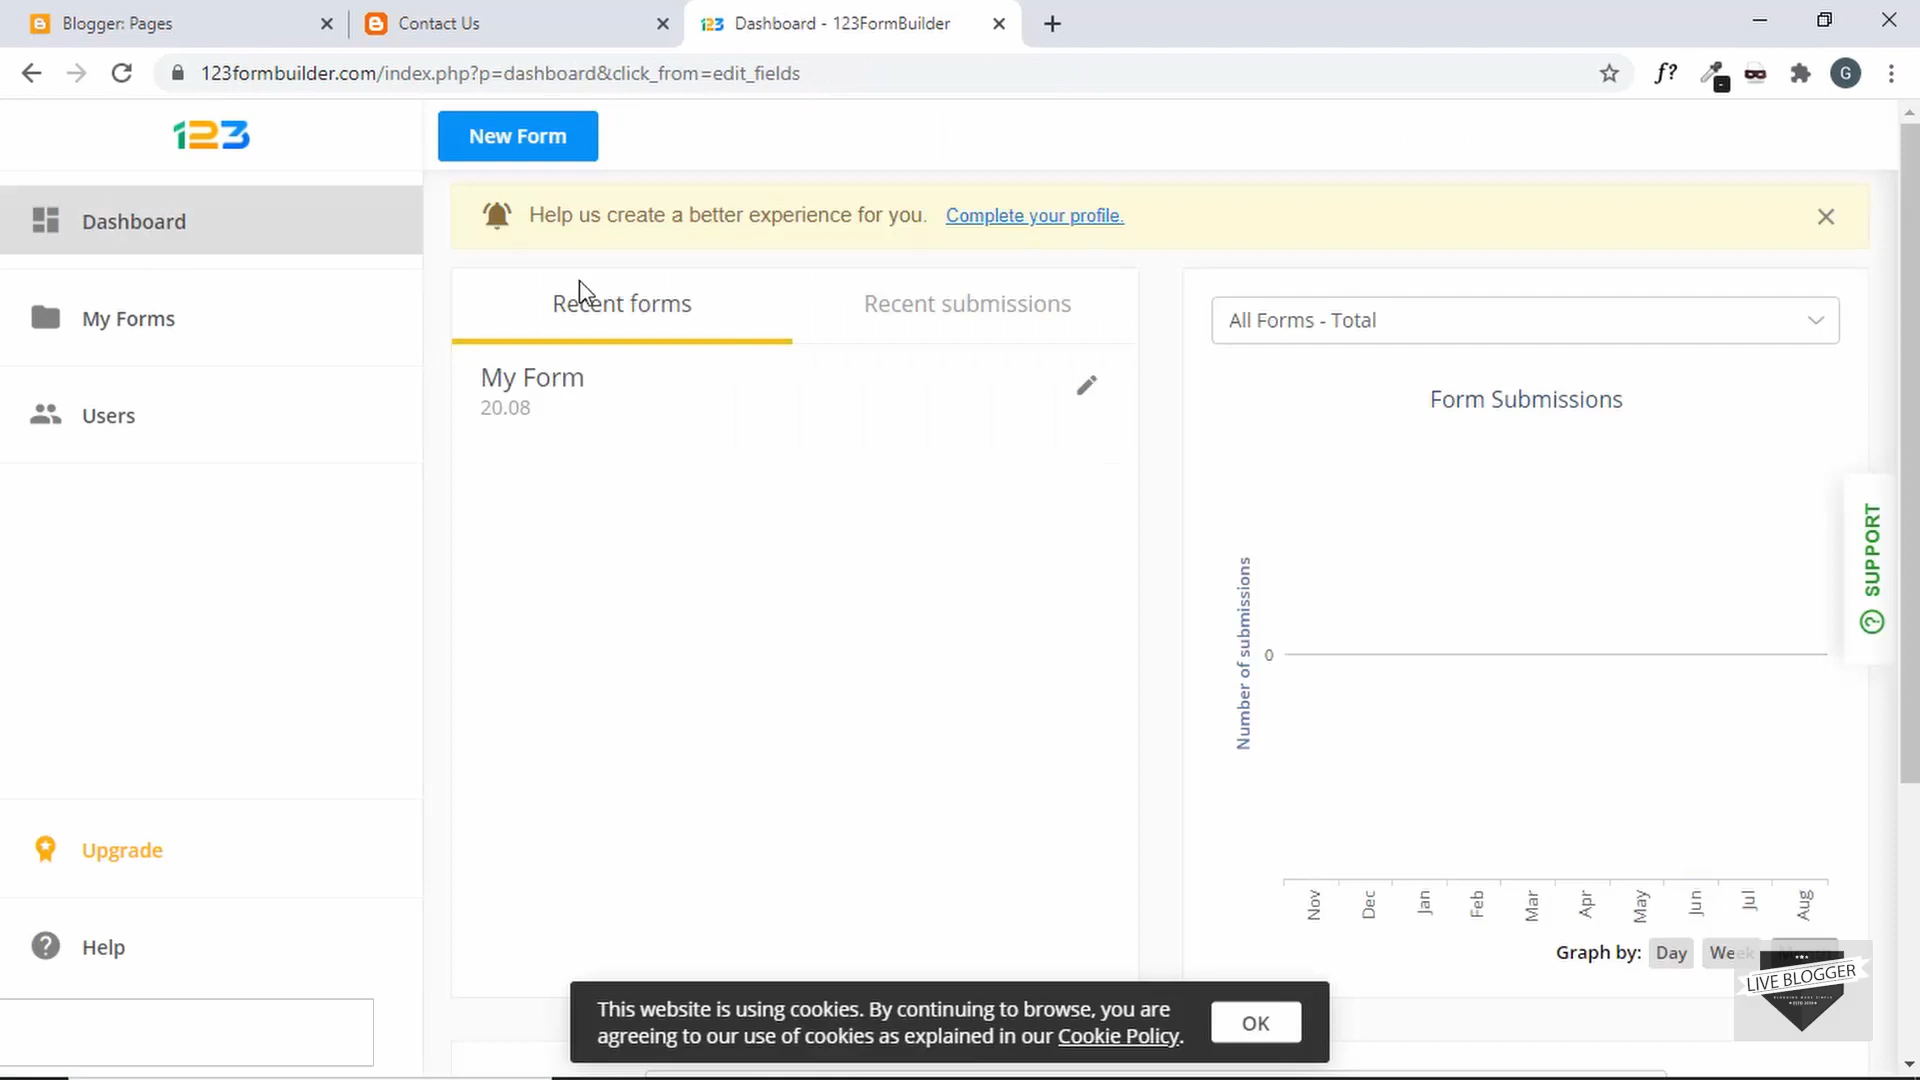 Blogger: Pages
Contact Us
Dashboard - 123FormBuilder
123formbuilder.com/index.php?p=dashboard&click_from=edit_fields
f?
G
123
New Form
Dashboard
Help us create a better experience for you. Complete your profile.
My Forms
Users
Recent forms
Recent submissions
My Form
20.08
All Forms - Total
Form Submissions
Number of submissions
0
Nov
Dec
Jan
Feb
Mar
Apr
May
Jun
Jul
Aug
Graph by: Day Week
SUPPORT
Upgrade
Help
This website is using cookies. By continuing to browse, you are
agreeing to our use of cookies as explained in our Cookie Policy.
OK
LIVE BLOGGER